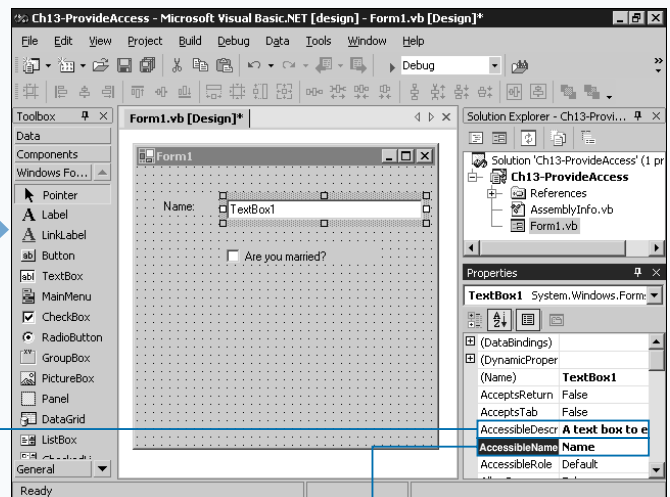 Ch13-ProvideAccess - Microsoft Visual Basic.NET [design] - Form1.vb [Design]*
File Edit View Project Build Debug Data Tools Window Help
Debug
Toolbox
Data
Components
Windows Fo...
Pointer
A Label
A LinkLabel
ab Button
abl TextBox
MainMenu
CheckBox
RadioButton
GroupBox
PictureBox
Panel
DataGrid
ListBox
General
Form1.vb [Design]*
Form1
Name:
TextBox1
Are you married?
Solution Explorer - Ch13-Provi...
Solution 'Ch13-ProvideAccess' (1 pr
Ch13-ProvideAccess
References
AssemblyInfo.vb
Form1.vb
Properties
TextBox1 System.Windows.Form:
(DataBindings)
(DynamicProper
(Name) TextBox1
AcceptsReturn False
AcceptsTab False
AccessibleDescr A text box to e
AccessibleName Name
AccessibleRole Default
Ready